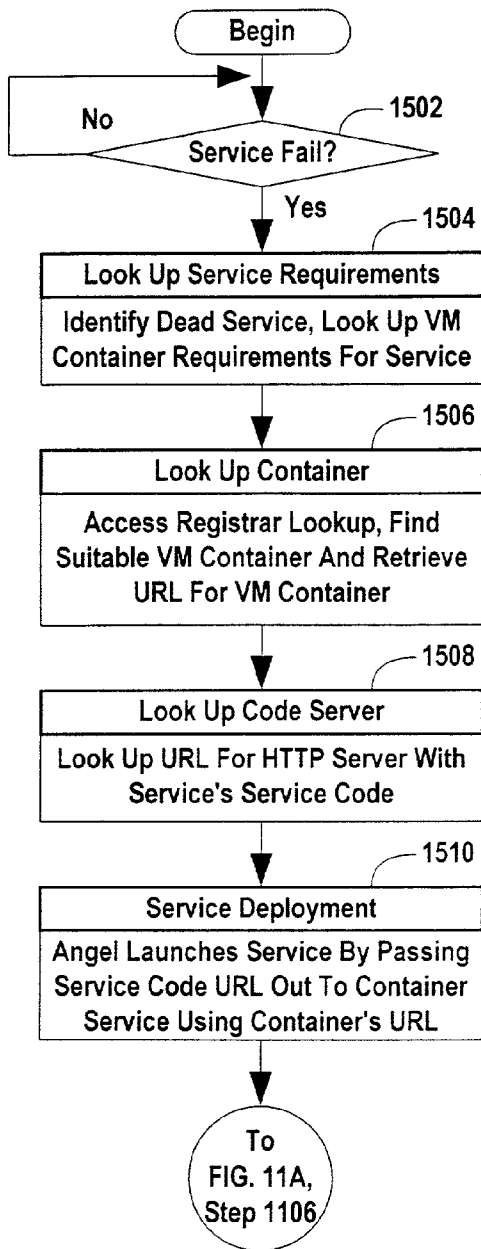 Begin
No
1502
Service Fail?
Yes
1504
Look Up Service Requirements
Identify Dead Service, Look Up VM
Container Requirements For Service
1506
Look Up Container
Access Registrar Lookup, Find
Suitable VM Container And Retrieve
URL For VM Container
1508
Look Up Code Server
Look Up URL For HTTP Server With
Service's Service Code
1510
Service Deployment
Angel Launches Service By Passing
Service Code URL Out To Container
Service Using Container's URL
To
FIG. 11A,
Step 1106